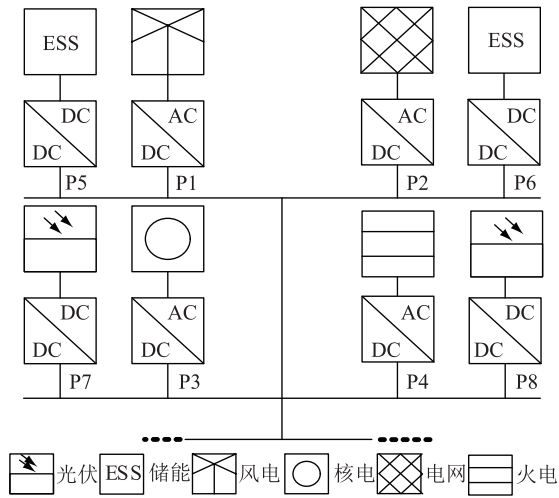 ESS ESS
DC AC AC DC
DC DC DC DC
P5 P1 P2 P6
DC AC AC DC
DC DC DC DC
P7 P3 P4 P8
光伏 ESS 储能 风电 核电 电网 火电